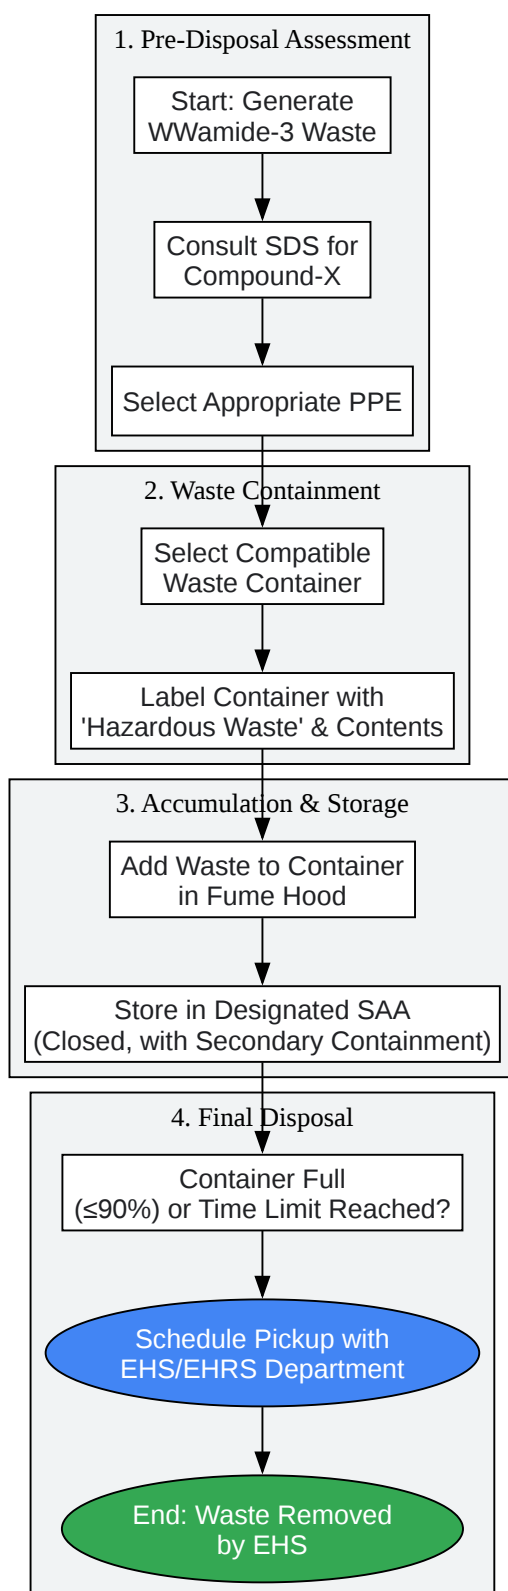 1. Pre-Disposal Assessment
Start: Generate
WWamide-3 Waste
Consult SDS for
Compound-X
Select Appropriate PPE
2. Waste Containment
Select Compatible
Waste Container
Label Container with
'Hazardous Waste' & Contents
3. Accumulation & Storage
Add Waste to Container
in Fume Hood
Store in Designated SAA
(Closed, with Secondary Containment)
4. Final Disposal
Container Full
(≤90%) or Time Limit Reached?
Schedule Pickup with
EHS/EHRS Department
End: Waste Removed
by EHS